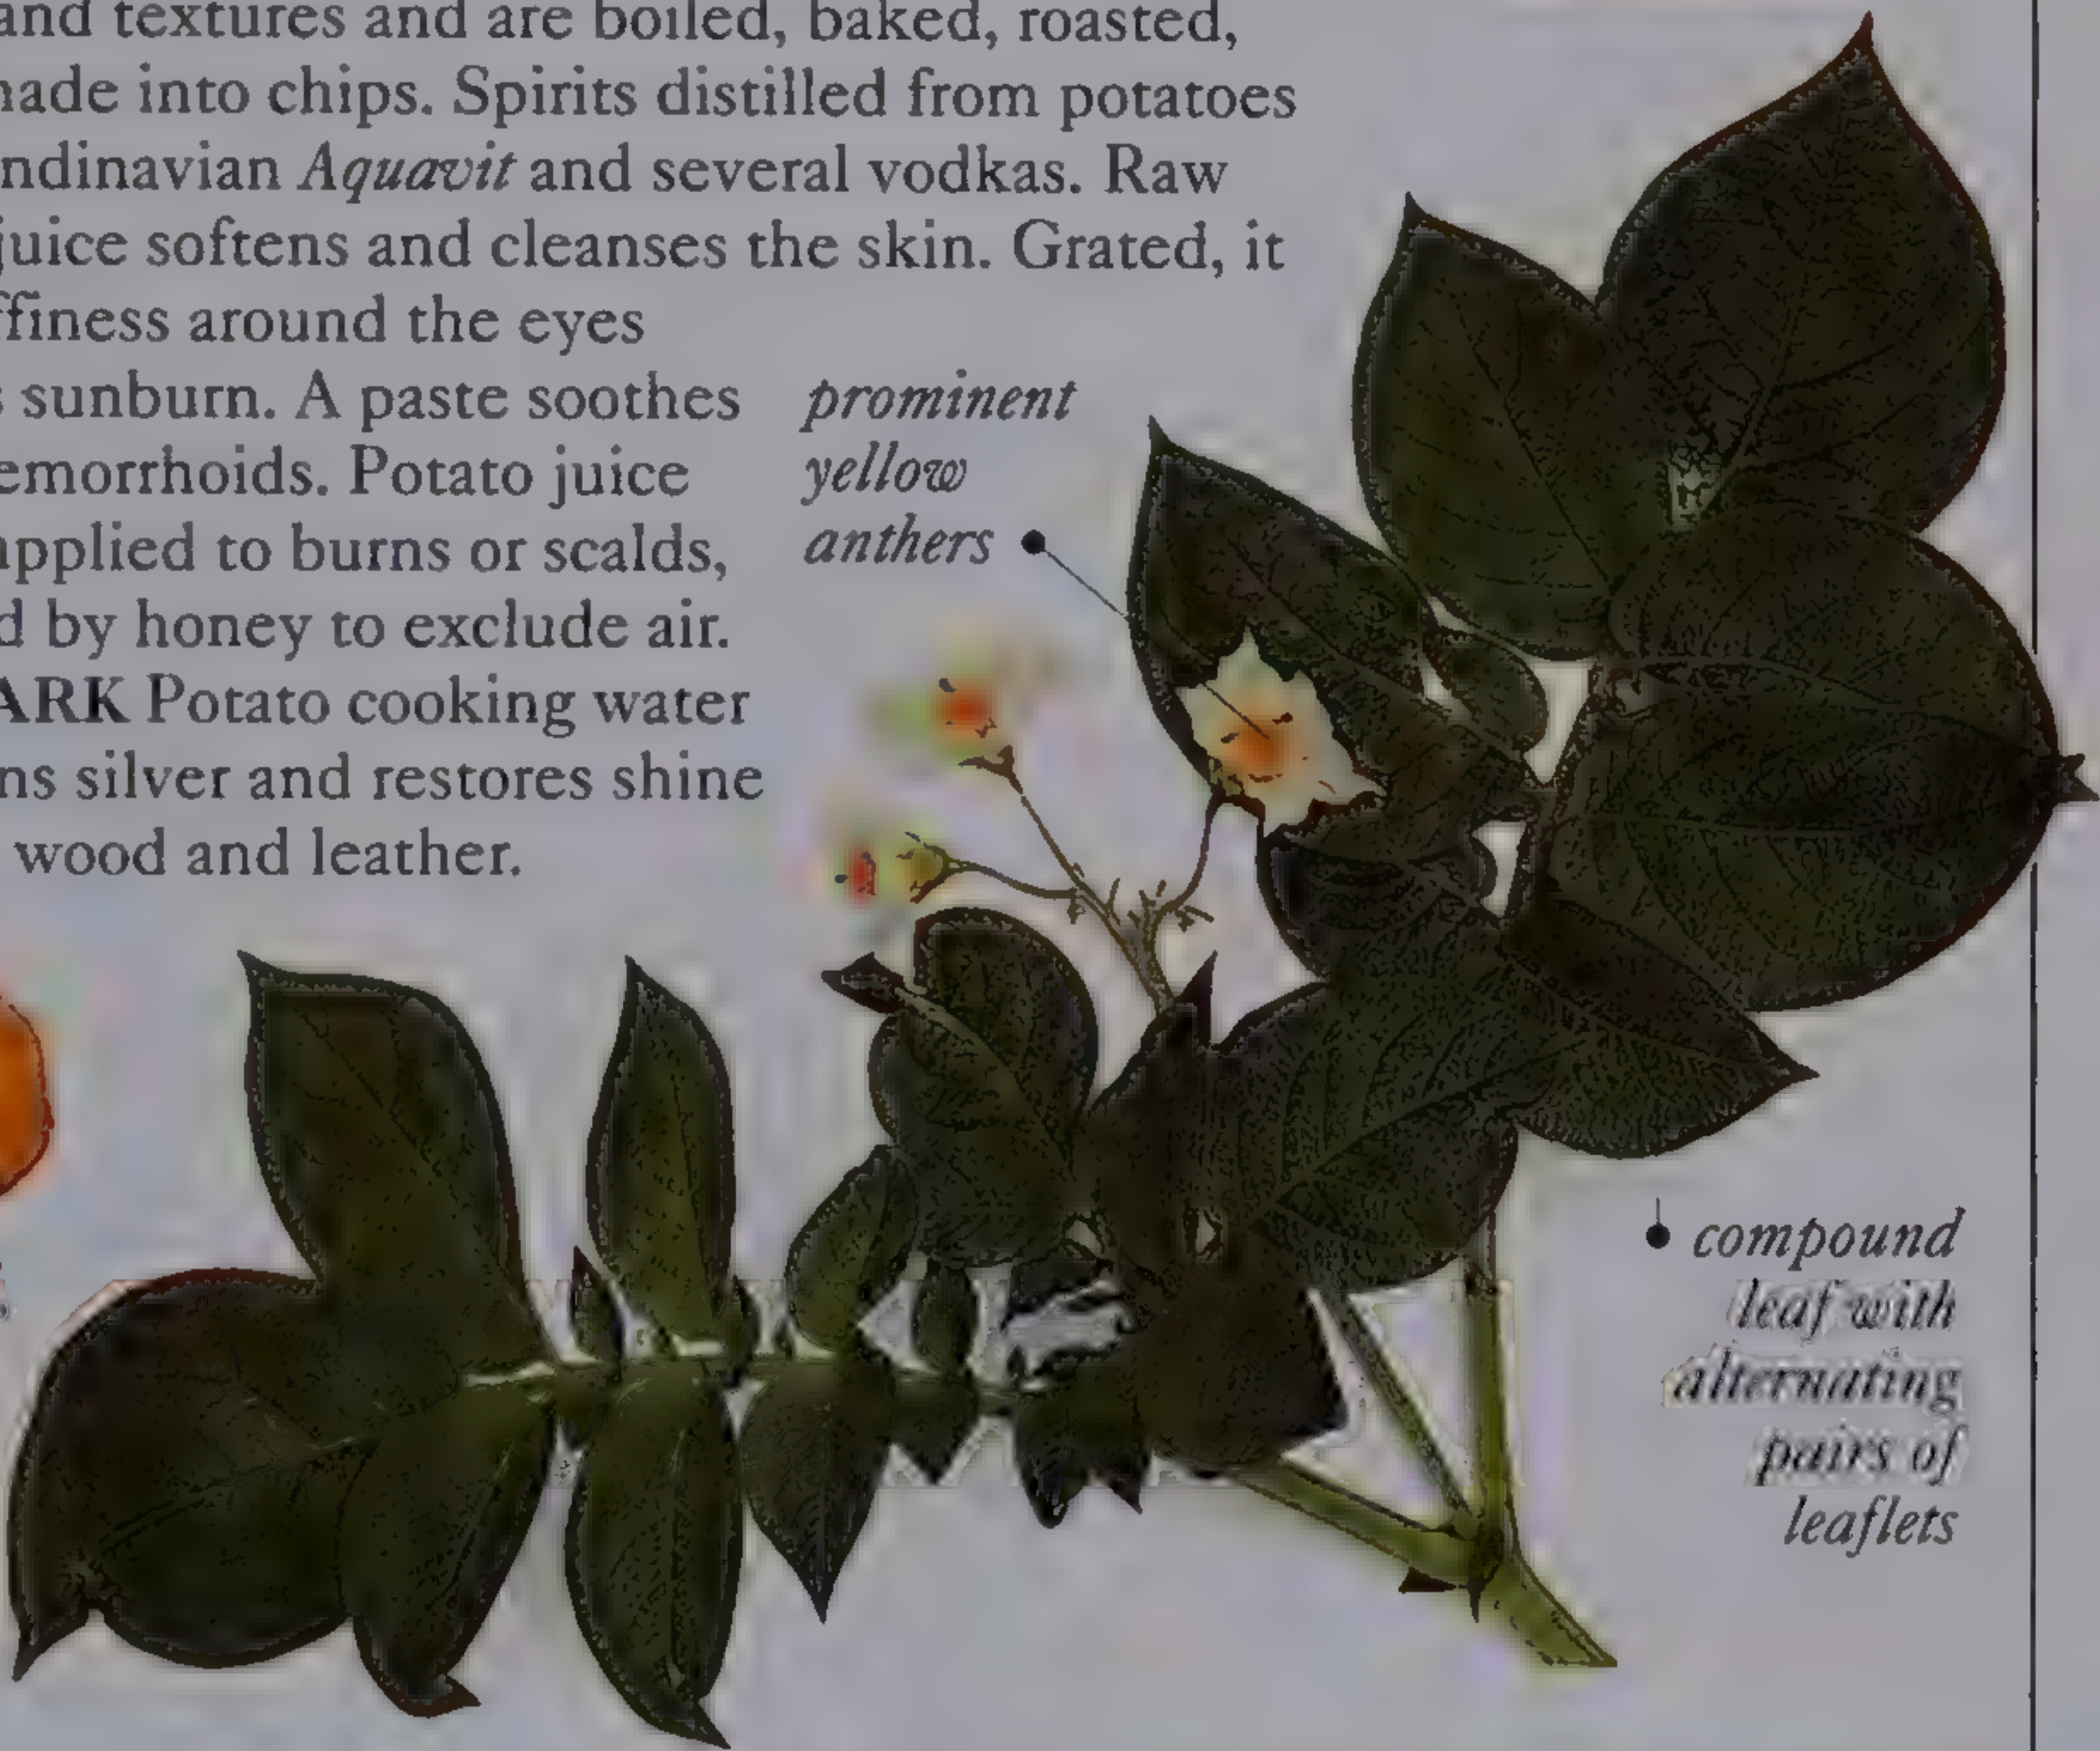 and textures and are boiled, baked, roasted,
made into chips. Spirits distilled from potatoes
ndinavian Aquavit and several vodkas. Raw
juice softens and cleanses the skin. Grated, it
ffiness around the eyes
s sunburn. A paste soothes
emorrhoids. Potato juice
applied to burns or scalds,
d by honey to exclude air.
ARK Potato cooking water
ns silver and restores shine
wood and leather.
prominent
yellow
anthers
compound
leaf with
alternating
pairs of
leaflets